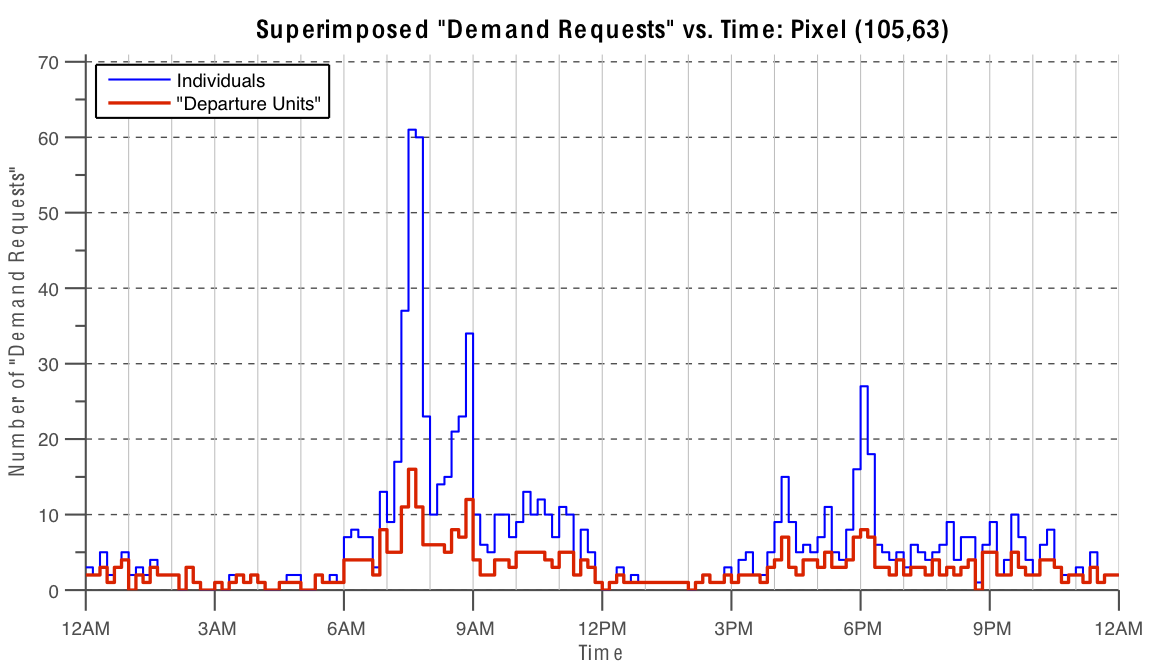 Superimposed "Demand Requests" vs. Time: Pixel (105,63)
Individuals
"Departure Units"
Number of "Demand Requests"
70
60
50
40
30
20
10
0
12AM 3AM 6AM 9AM 12PM 3PM 6PM 9PM 12AM
Time